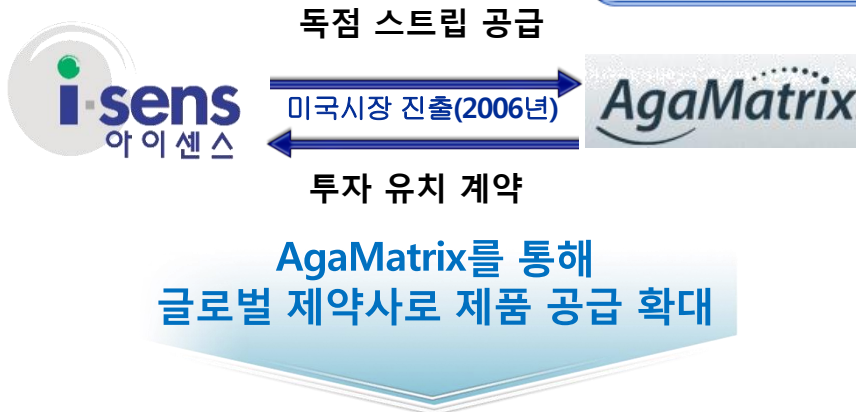 독점 스트립 공급
i·sens
아이센스
미국시장 진출(2006년)
AgaMatrix
투자 유치 계약
AgaMatrix를 통해
글로벌 제약사로 제품 공급 확대